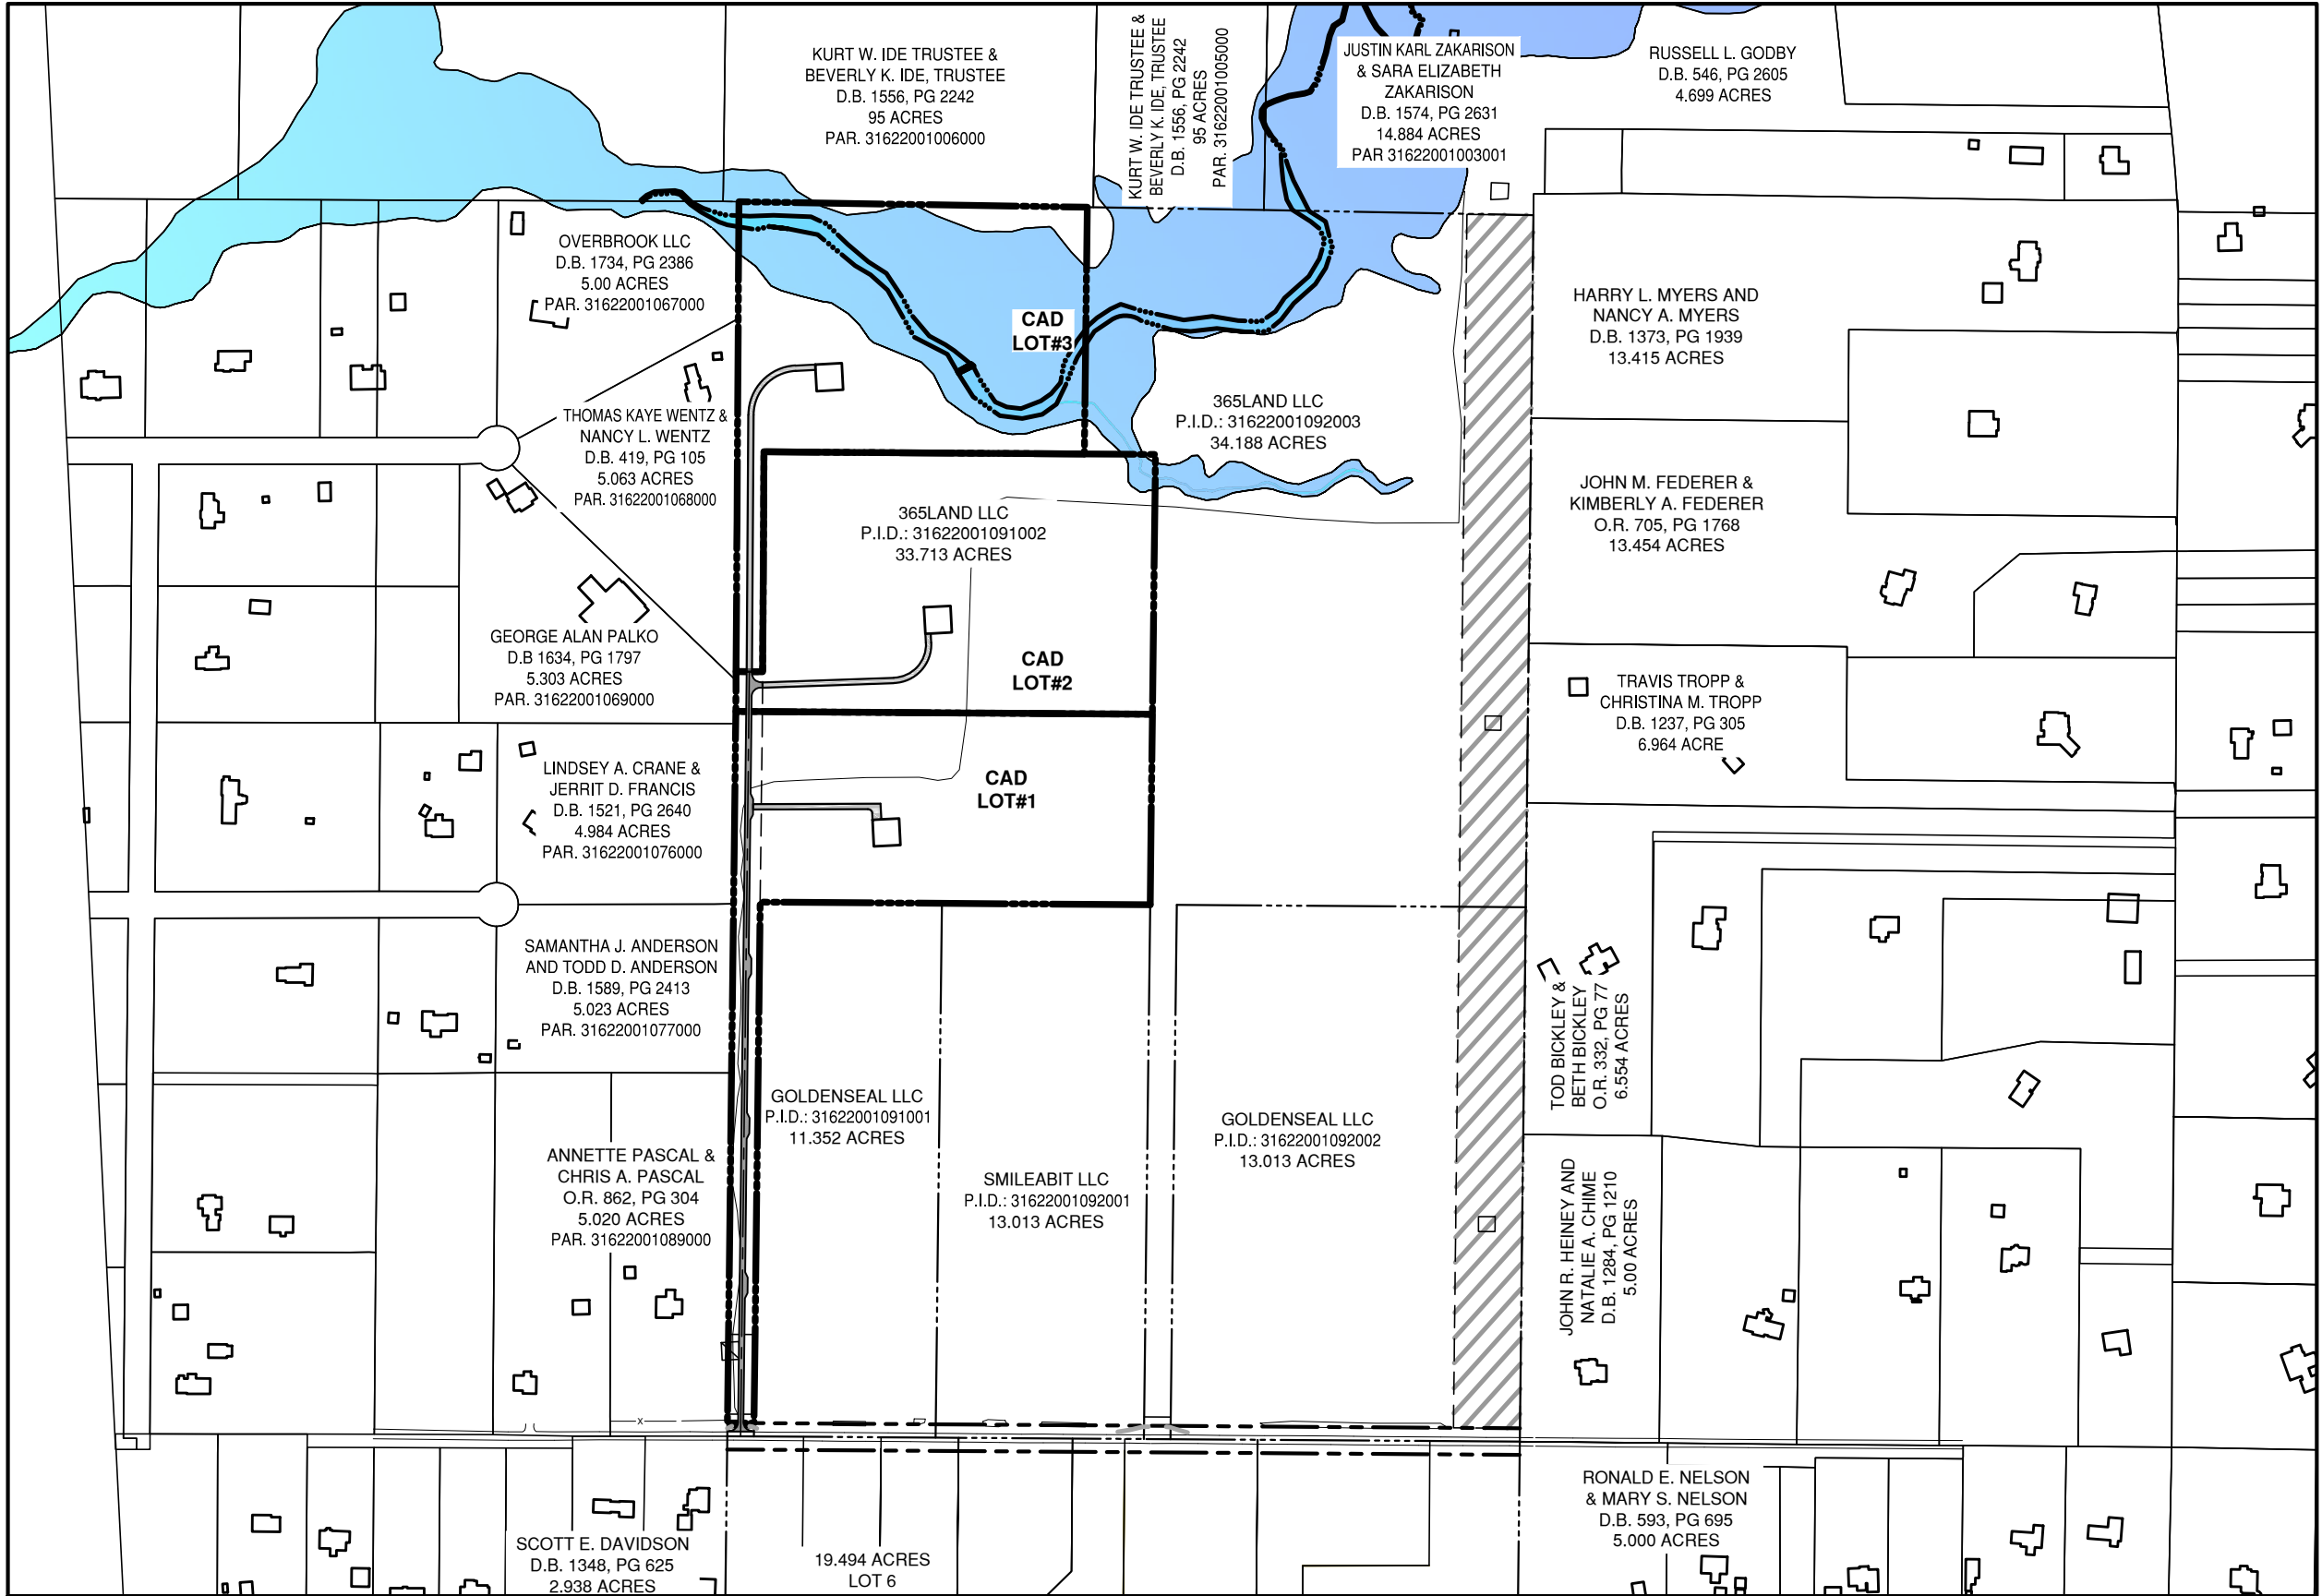 KURT W. IDE TRUSTEE &
BEVERLY K. IDE, TRUSTEE
D.B. 1556, PG 2242
95 ACRES
PAR. 31622001006000
KURT W. IDE TRUSTEE &
BEVERLY K. IDE, TRUSTEE
D.B. 1556, PG 2242
95 ACRES
PAR. 31622001005000
JUSTIN KARL ZAKARISON
& SARA ELIZABETH
ZAKARISON
D.B. 1574, PG 2631
14.884 ACRES
PAR 31622001003001
RUSSELL L. GODBY
D.B. 546, PG 2605
4.699 ACRES
OVERBROOK LLC
D.B. 1734, PG 2386
5.00 ACRES
PAR. 31622001067000
CAD
LOT#3
HARRY L. MYERS AND
NANCY A. MYERS
D.B. 1373, PG 1939
13.415 ACRES
THOMAS KAYE WENTZ &
NANCY L. WENTZ
D.B. 419, PG 105
5.063 ACRES
PAR. 31622001068000
365LAND LLC
P.I.D.: 31622001092003
34.188 ACRES
365LAND LLC
P.I.D.: 31622001091002
33.713 ACRES
JOHN M. FEDERER &
KIMBERLY A. FEDERER
O.R. 705, PG 1768
13.454 ACRES
GEORGE ALAN PALKO
D.B 1634, PG 1797
5.303 ACRES
PAR. 31622001069000
CAD
LOT#2
TRAVIS TROPP &
CHRISTINA M. TROPP
D.B. 1237, PG 305
6.964 ACRE
LINDSEY A. CRANE &
JERRIT D. FRANCIS
D.B. 1521, PG 2640
4.984 ACRES
PAR. 31622001076000
CAD
LOT#1
SAMANTHA J. ANDERSON
AND TODD D. ANDERSON
D.B. 1589, PG 2413
5.023 ACRES
PAR. 31622001077000
TOD BICKLEY &
BETH BICKLEY
O.R. 332, PG 77
6.554 ACRES
GOLDENSEAL LLC
P.I.D.: 31622001091001
11.352 ACRES
GOLDENSEAL LLC
P.I.D.: 31622001092002
13.013 ACRES
ANNETTE PASCAL &
CHRIS A. PASCAL
O.R. 862, PG 304
5.020 ACRES
PAR. 31622001089000
SMILEABIT LLC
P.I.D.: 31622001092001
13.013 ACRES
JOHN R. HEINEY AND
NATALIE A. CHIME
D.B. 1284, PG 1210
5.00 ACRES
x
RONALD E. NELSON
& MARY S. NELSON
D.B. 593, PG 695
5.000 ACRES
SCOTT E. DAVIDSON
D.B. 1348, PG 625
2.938 ACRES
19.494 ACRES
LOT 6